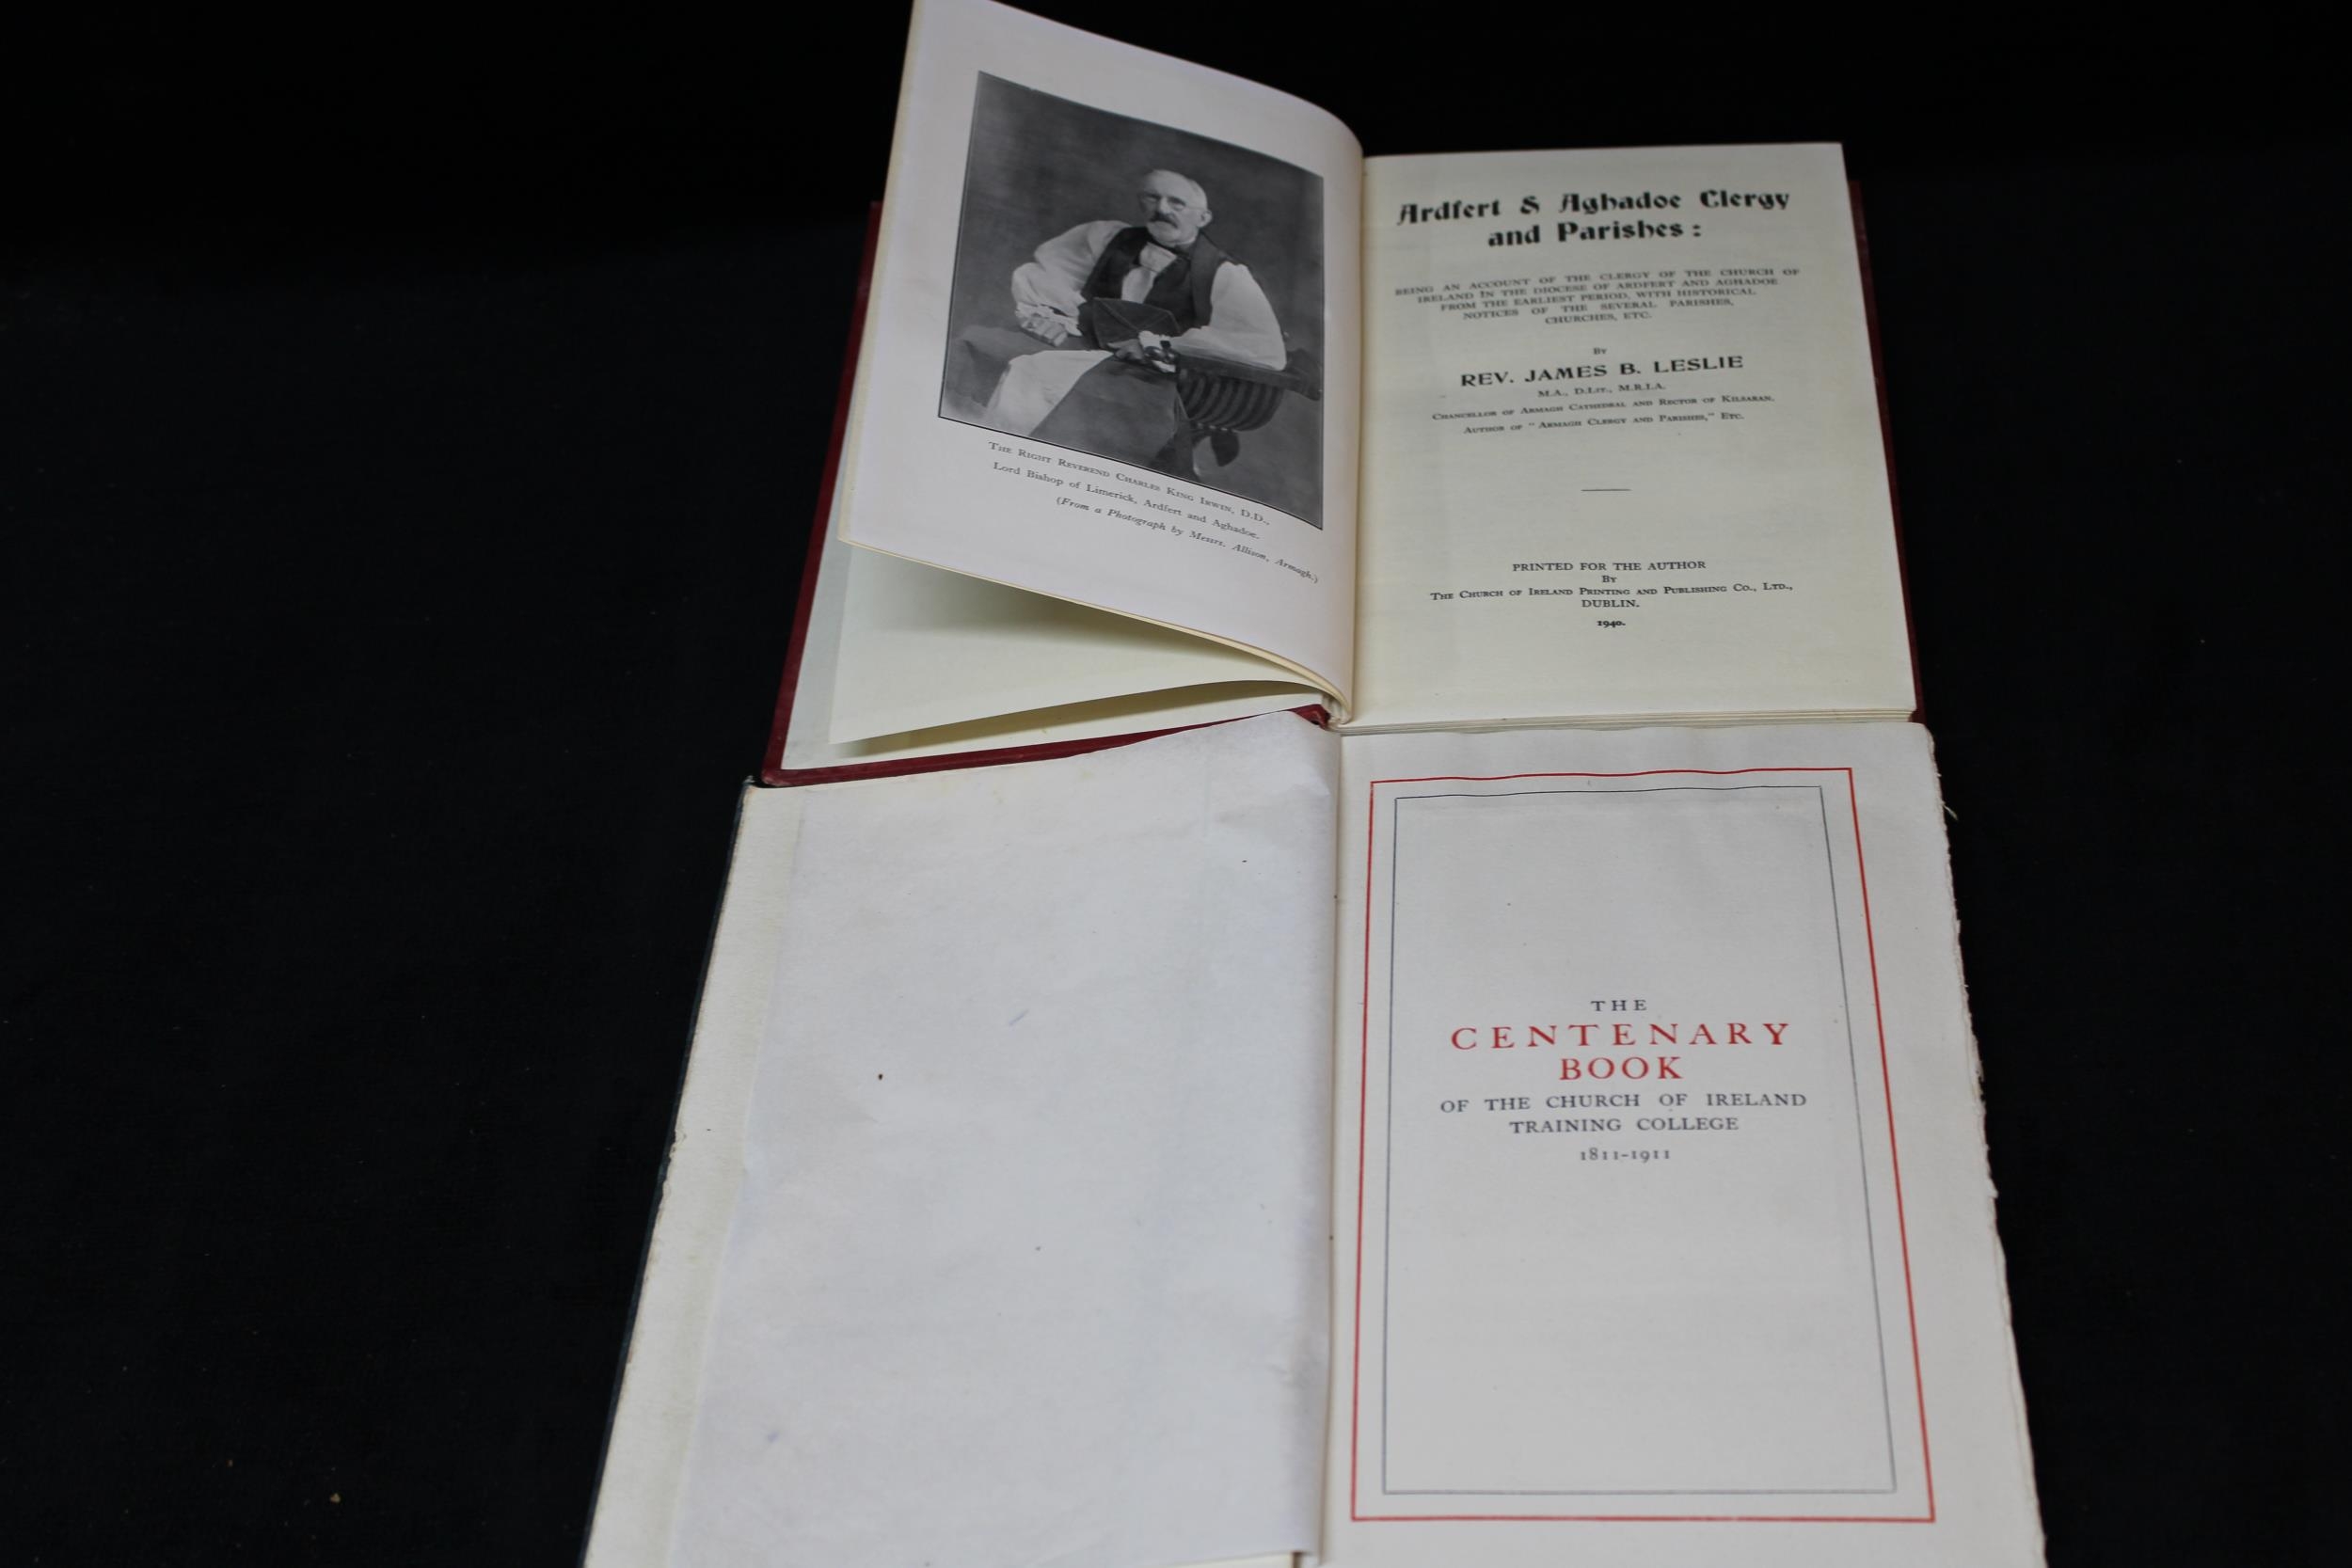 The Right Reverend Charles King Irwin, D.D.,
Lord Bishop of Limerick, Ardfert and Aghadoe.
(From a Photograph by Messrs. Allison, Armagh.)
Ardfert & Aghadoe Clergy
and Parishes:
BEING AN ACCOUNT OF THE CLERGY OF THE CHURCH OF
IRELAND IN THE DIOCESE OF ARDFERT AND AGHADOE
FROM THE EARLIEST PERIOD, WITH HISTORICAL
NOTICES OF THE SEVERAL PARISHES,
CHURCHES, ETC.
BY
REV. JAMES B. LESLIE
M.A., D.Lit., M.R.I.A.
Chancellor of Armagh Cathedral and Rector of Kilsaran.
Author of "Armagh Clergy and Parishes," Etc.
PRINTED FOR THE AUTHOR
By
The Church of Ireland Printing and Publishing Co., Ltd.,
DUBLIN.
1940.
THE
CENTENARY
BOOK
OF THE CHURCH OF IRELAND
TRAINING COLLEGE
1811-1911